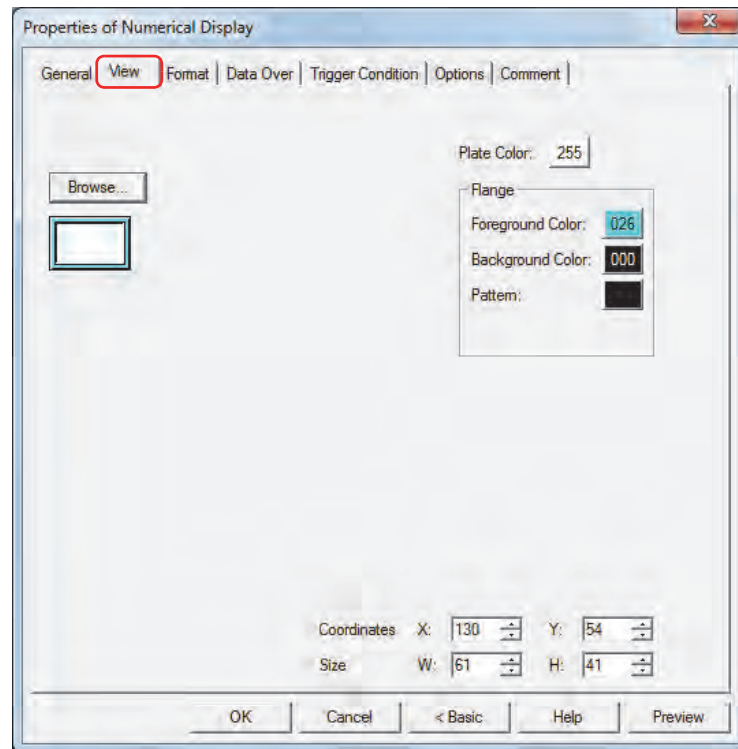 Properties of Numerical Display
General View Format Data Over Trigger Condition Options Comment
Plate Color: 255
Browse...
Flange
Foreground Color: 026
Background Color: 000
Pattern:
Coordinates X: 130 Y: 54
Size W: 61 H: 41
OK Cancel < Basic Help Preview